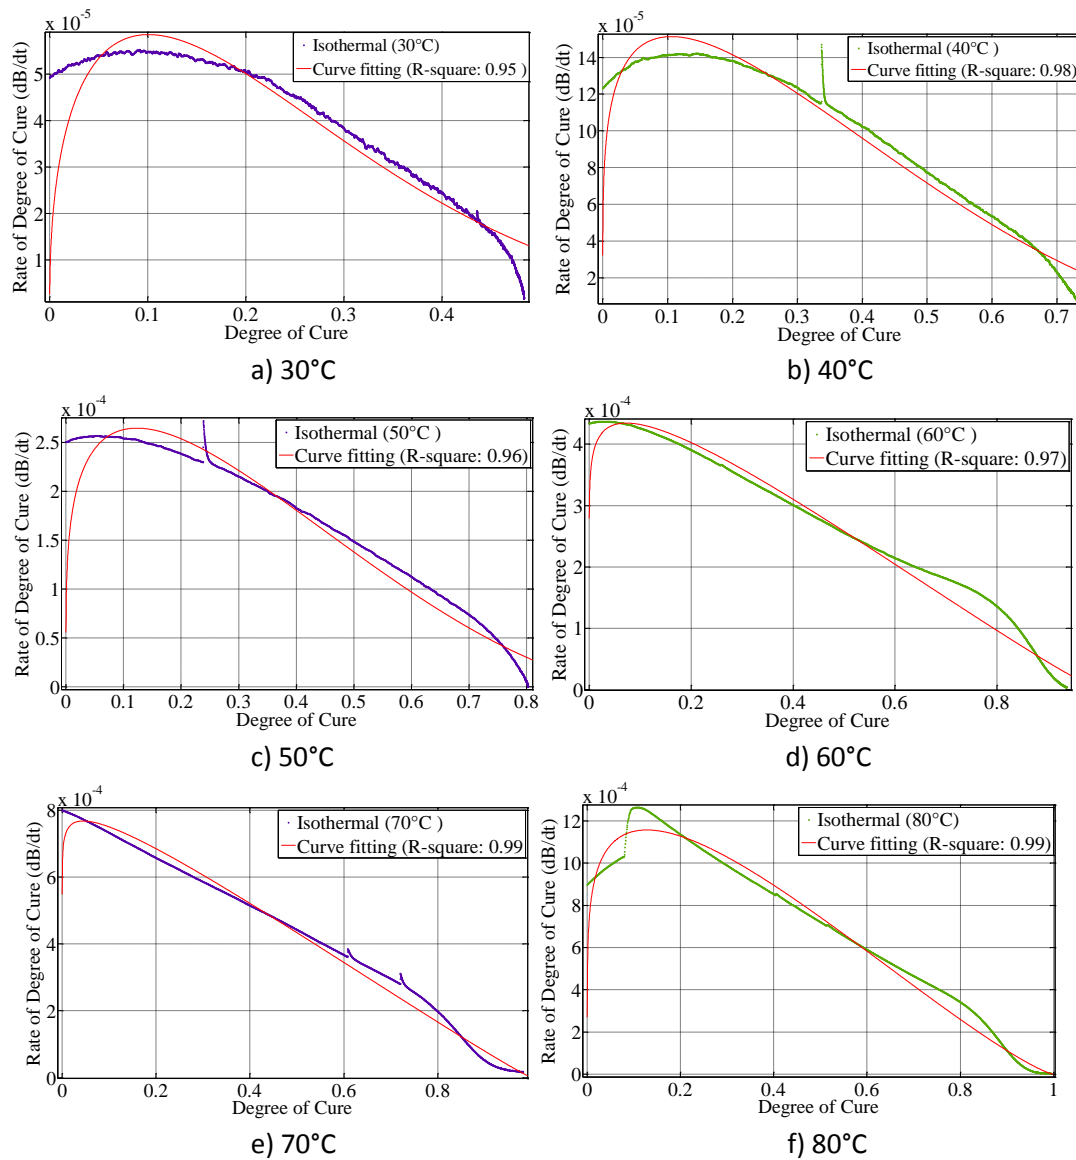 x 10^-5
Rate of Degree of Cure (dB/dt)
5
4
3
2
1
Isothermal (30°C)
Curve fitting (R-square: 0.95 )
0
0.1
0.2
0.3
0.4
Degree of Cure
a) 30°C
x 10^-5
Rate of Degree of Cure (dB/dt)
14
12
10
8
6
4
2
Isothermal (40°C )
Curve fitting (R-square: 0.98)
0
0.1
0.2
0.3
0.4
0.5
0.6
0.7
Degree of Cure
b) 40°C
x 10^-4
Rate of Degree of Cure (dB/dt)
2.5
2
1.5
1
0.5
0
Isothermal (50°C )
Curve fitting (R-square: 0.96)
0
0.1
0.2
0.3
0.4
0.5
0.6
0.7
0.8
Degree of Cure
c) 50°C
x 10^-4
Rate of Degree of Cure (dB/dt)
4
3
2
1
0
Isothermal (60°C )
Curve fitting (R-square: 0.97)
0
0.2
0.4
0.6
0.8
Degree of Cure
d) 60°C
x 10^-4
Rate of Degree of Cure (dB/dt)
8
6
4
2
0
Isothermal (70°C )
Curve fitting (R-square: 0.99
0
0.2
0.4
0.6
0.8
Degree of Cure
e) 70°C
x 10^-4
Rate of Degree of Cure (dB/dt)
12
10
8
6
4
2
0
Isothermal (80°C)
Curve fitting (R-square: 0.99)
0
0.2
0.4
0.6
0.8
1
Degree of Cure
f) 80°C